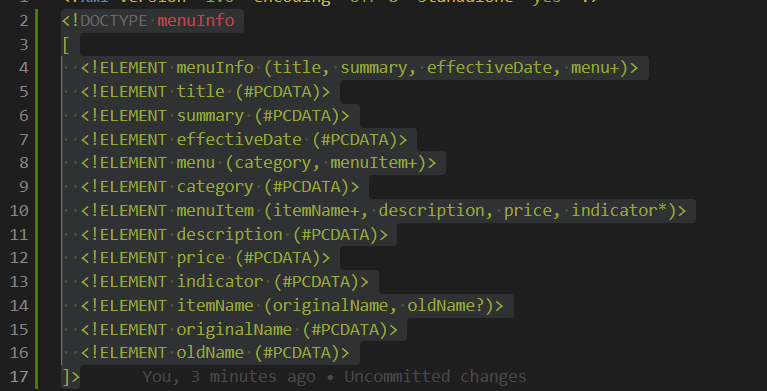 2 <!DOCTYPE menuInfo
3 [
4 <!ELEMENT menuInfo (title, summary, effectiveDate, menu+)>
5 <!ELEMENT title (#PCDATA)>
6 <!ELEMENT summary (#PCDATA)>
7 <!ELEMENT effectiveDate (#PCDATA)>
8 <!ELEMENT menu (category, menuItem+)>
9 <!ELEMENT category (#PCDATA)>
10 <!ELEMENT menuItem (itemName+, description, price, indicator*)>
11 <!ELEMENT description (#PCDATA)>
12 <!ELEMENT price (#PCDATA)>
13 <!ELEMENT indicator (#PCDATA)>
14 <!ELEMENT itemName (originalName, oldName?)>
15 <!ELEMENT originalName (#PCDATA)>
16 <!ELEMENT oldName (#PCDATA)>
17 ]> You, 3 minutes ago • Uncommitted changes